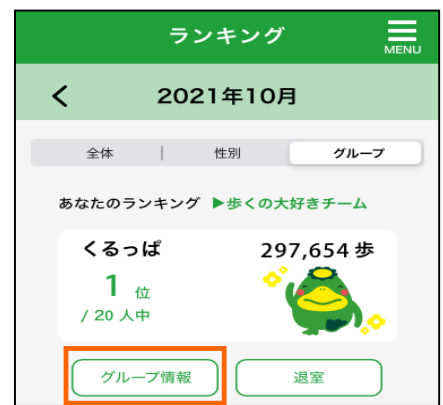 ランキング
MENU
2021年10月
全体 | 性別 グループ
あなたのランキング ▶歩くの大好きチーム
くるっぱ 297,654 歩
1 位
/ 20 人中
グループ情報 退室